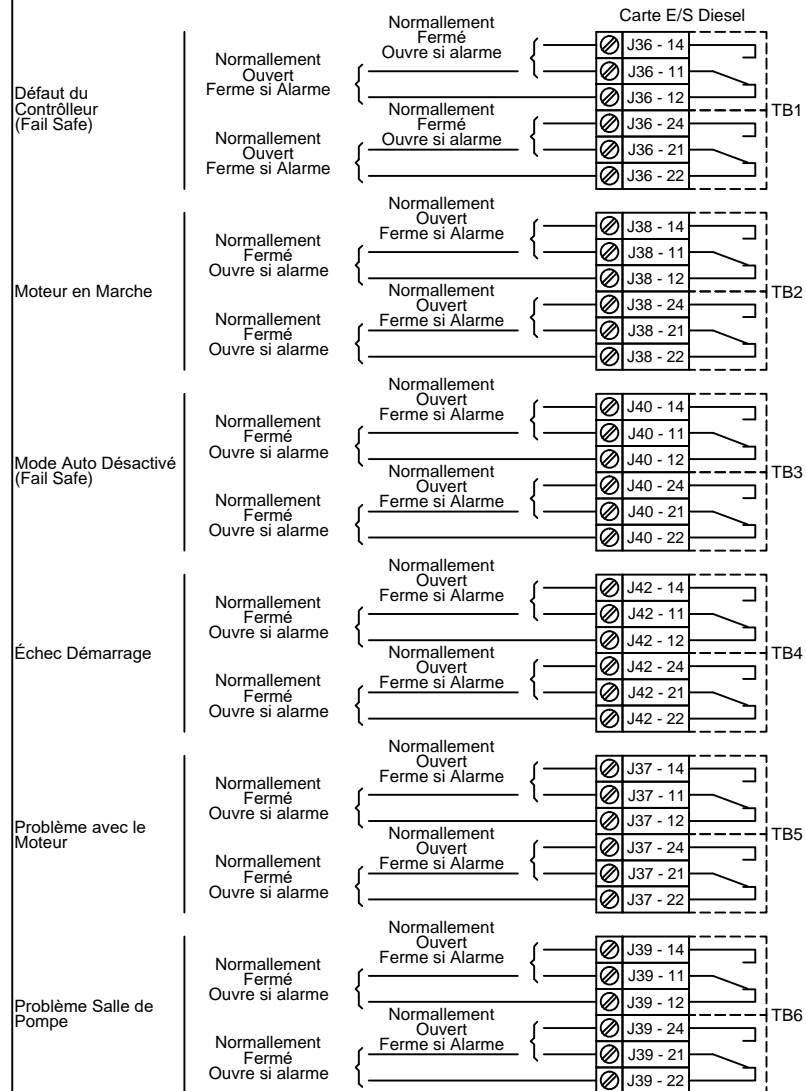 Carte E/S Diesel
Défaut du
Contrôlleur
(Fail Safe)
Normallement
Ouvert
Ferme si Alarme
Normallement
Fermé
Ouvre si alarme
J36 - 14
J36 - 11
J36 - 12
Normallement
Ouvert
Ferme si Alarme
Normallement
Fermé
Ouvre si alarme
J36 - 24
J36 - 21
J36 - 22
TB1
Moteur en Marche
Normallement
Fermé
Ouvre si alarme
Normallement
Ouvert
Ferme si Alarme
J38 - 14
J38 - 11
J38 - 12
Normallement
Fermé
Ouvre si alarme
Normallement
Ouvert
Ferme si Alarme
J38 - 24
J38 - 21
J38 - 22
TB2
Mode Auto Désactivé
(Fail Safe)
Normallement
Fermé
Ouvre si alarme
Normallement
Ouvert
Ferme si Alarme
J40 - 14
J40 - 11
J40 - 12
Normallement
Fermé
Ouvre si alarme
Normallement
Ouvert
Ferme si Alarme
J40 - 24
J40 - 21
J40 - 22
TB3
Échec Démarrage
Normallement
Fermé
Ouvre si alarme
Normallement
Ouvert
Ferme si Alarme
J42 - 14
J42 - 11
J42 - 12
Normallement
Fermé
Ouvre si alarme
Normallement
Ouvert
Ferme si Alarme
J42 - 24
J42 - 21
J42 - 22
TB4
Problème avec le
Moteur
Normallement
Fermé
Ouvre si alarme
Normallement
Ouvert
Ferme si Alarme
J37 - 14
J37 - 11
J37 - 12
Normallement
Fermé
Ouvre si alarme
Normallement
Ouvert
Ferme si Alarme
J37 - 24
J37 - 21
J37 - 22
TB5
Problème Salle de
Pompe
Normallement
Fermé
Ouvre si alarme
Normallement
Ouvert
Ferme si Alarme
J39 - 14
J39 - 11
J39 - 12
Normallement
Fermé
Ouvre si alarme
Normallement
Ouvert
Ferme si Alarme
J39 - 24
J39 - 21
J39 - 22
TB6